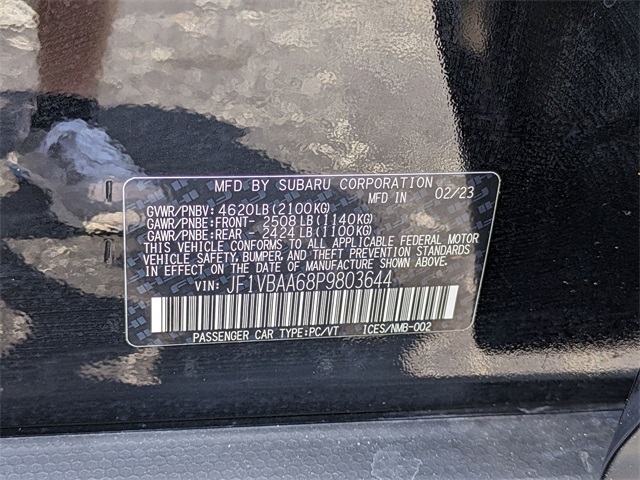 MFD BY SUBARU CORPORATION
MFD IN 02/23
GVWR/PNBV: 4620LB(2100KG)
GAWR/PNBE:FRONT- 2508LB(1140KG)
GAWR/PNBE:REAR - 2424LB(1100KG)
THIS VEHICLE CONFORMS TO ALL APPLICABLE FEDERAL MOTOR
VEHICLE SAFETY, BUMPER, AND THEFT PREVENTION STANDARDS
IN EFFECT ON THE DATE OF MANUFACTURE SHOWN ABOVE.
VIN: JF1VBAA68P9803644
PASSENGER CAR TYPE:PC/VT ICES/NMB-002